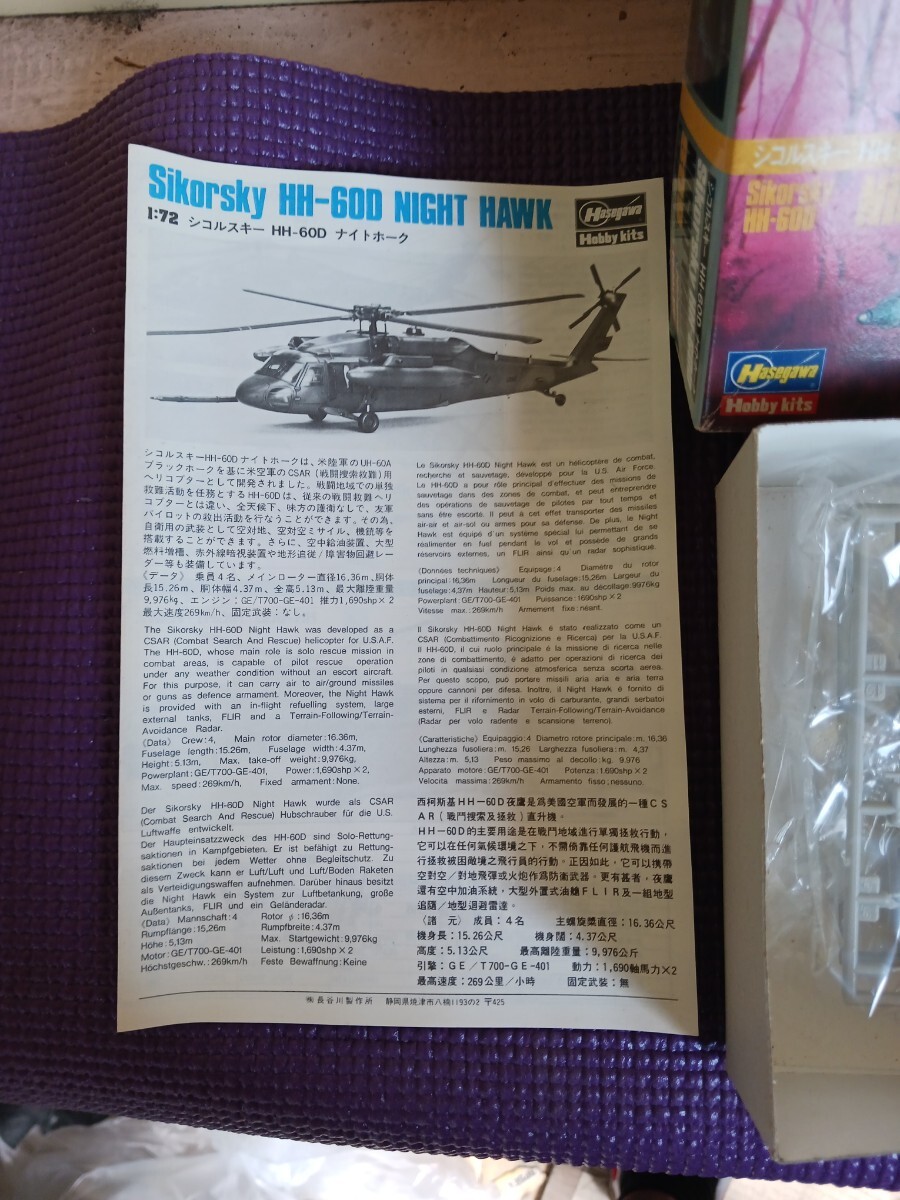 Sikorsky HH-60D NIGHT HAWK
1:72 シコルスキー HH-60D ナイトホーク
Hasegawa
Hobby kits
シコルスキーHH-60D ナイトホークは、米陸軍のUH-60A
ブラックホークを基に米空軍のCSAR（戦闘捜索救難）用
ヘリコプターとして開発されました。戦闘地域での単独
救難活動を任務とするHH-60Dは、従来の戦闘救難ヘリ
コプターとは違い、全天候下、味方の護衛なしで、友軍
パイロットの救出活動を行なうことができます。その為、
自衛用の武装として空対地、空対空ミサイル、機銃等を
搭載することができます。さらに、空中給油装置、大型
燃料増槽、赤外線暗視装置や地形追従／障害物回避レー
ダー等も装備しています。
《データ》 乗員4名、メインローター直径16.36m、胴体
長15.26m、胴体幅4.37m、全高5.13m、最大離陸重量
9,976kg、エンジン：GE/T700-GE-401 推力1,690shp×2
最大速度269km/h、固定武装：なし。
The Sikorsky HH-60D Night Hawk was developed as a
CSAR (Combat Search And Rescue) helicopter for U.S.A.F.
The HH-60D, whose main role is solo rescue mission in
combat areas, is capable of pilot rescue operation
under any weather condition without an escort aircraft.
For this purpose, it can carry air to air/ground missiles
or guns as defence armament. Moreover, the Night Hawk
is provided with an in-flight refuelling system, large
external tanks, FLIR and a Terrain-Following/Terrain-
Avoidance Radar.
《Data》 Crew:4, Main rotor diameter:16.36m,
Fuselage length:15.26m, Fuselage width:4.37m,
Height:5.13m, Max. take-off weight:9,976kg,
Powerplant:GE/T700-GE-401, Power:1,690shp×2,
Max. speed:269km/h, Fixed armament:None.
Der Sikorsky HH-60D Night Hawk wurde als CSAR
(Combat Search And Rescue) Hubschrauber für die U.S.
Luftwaffe entwickelt.
Der Haupteinsatzzweck des HH-60D sind Solo-Rettung-
saktionen in Kampfgebieten. Er ist befähigt zu Rettung-
saktionen bei jedem Wetter ohne Begleitschutz. Zu
diesem Zweck kann er Luft/Luft und Luft/Boden Raketen
als Verteidigungswaffen aufnehmen. Darüber hinaus besitzt
die Night Hawk ein System zur Luftbetankung, große
Außentanks, FLIR und ein Geländeradar.
《Data》 Mannschaft:4 Rotor φ:16,36m
Rumpflänge:15,26m Rumpfbreite:4.37m
Höhe:5,13m Max. Startgewicht:9,976kg
Motor:GE/T700-GE-401 Leistung:1,690shp×2
Höchstgeschw.:269km/h Feste Bewaffnung:Keine
Le Sikorsky HH-60D Night Hawk est un hélicoptère de combat,
recherche et sauvetage, développé pour la U.S. Air Force.
Le HH-60D a pour rôle principal d'effectuer des missions de
sauvetage dans des zones de combat, et peut entreprendre
des opérations de sauvetage de pilotes par tout temps et
sans être escorté. Il peut à cet effet transporter des missiles
air-air et air-sol ou armes pour sa défense. De plus, le Night
Hawk est équipé d'un système spécial lui permettant de se
réalimenter en fuel pendant le vol et possède de grands
réservoirs externes, un FLIR ainsi qu'un radar sophistiqué.
《Données techniques》 Equipage:4 Diamètre du rotor
principal:16,36m Longueur du fuselage:15,26m Largeur du
fuselage:4,37m Hauteur:5,13m Poids max. au décollage:9976kg
Powerplant:GE/T700-GE-401 Puissance:1690shp×2
Vitesse max.:269km/h Armement fixe:néant.
Il Sikorsky HH-60D Night Hawk è stato realizzato come un
CSAR (Combattimento Ricognizione e Ricerca) per la U.S.A.F.
Il HH-60D, il cui ruolo principale è la missione di ricerca nelle
zone di combattimento, è adatto per operazioni di ricerca dei
piloti in qualsiasi condizione atmosferica senza scorta aerea.
Per questo scopo, può portare missili aria aria e aria terra
oppure cannoni per difesa. Inoltre, il Night Hawk è fornito di
sistema per il rifornimento in volo di carburante, grandi serbatoi
esterni, FLIR e Radar Terrain-Following/Terrain-Avoidance
(Radar per volo radente e scansione terreno).
《Caratteristiche》 Equipaggio:4 Diametro rotore principale:m. 16,36
Lunghezza fusoliera:m. 15,26 Larghezza fusoliera:m. 4,37
Altezza:m. 5,13 Peso massimo al decollo:kg. 9.976
Apparato motore:GE/T700-GE-401 Potenza:1.690shp×2
Velocita massima:269km/h Armamento fisso:nessuno.
西柯斯基HH-60D夜鷹是爲美國空軍而發展的一種CS
AR（戰鬥搜索及拯救）直升機。
HH-60D的主要用途是在戰鬥地域進行單獨拯救行動，
它可以在任何氣候環境之下，不需倚靠任何護航飛機而進
行拯救被困敵境之飛行員的行動。正因如此，它可以携帶
空對空／對地飛彈或火炮作爲防衛武器。更有甚者，夜鷹
還有空中加油系統，大型外置式油艙FLIR及一組地型
追隨／地型迴避雷達。
〈諸 元〉成員：4名 主螺旋槳直徑：16.36公尺
機身長：15.26公尺 機身闊：4.37公尺
高度：5.13公尺 最高離陸重量：9,976公斤
引擎：GE／T700-GE-401 動力：1,690軸馬力×2
最高速度：269公里／小時 固定武裝：無
㈱長谷川製作所 静岡県焼津市八楠1193の2 〒425
シコルスキー HH-
Sikorsky
HH-60D
Hasegawa
Hobby kits